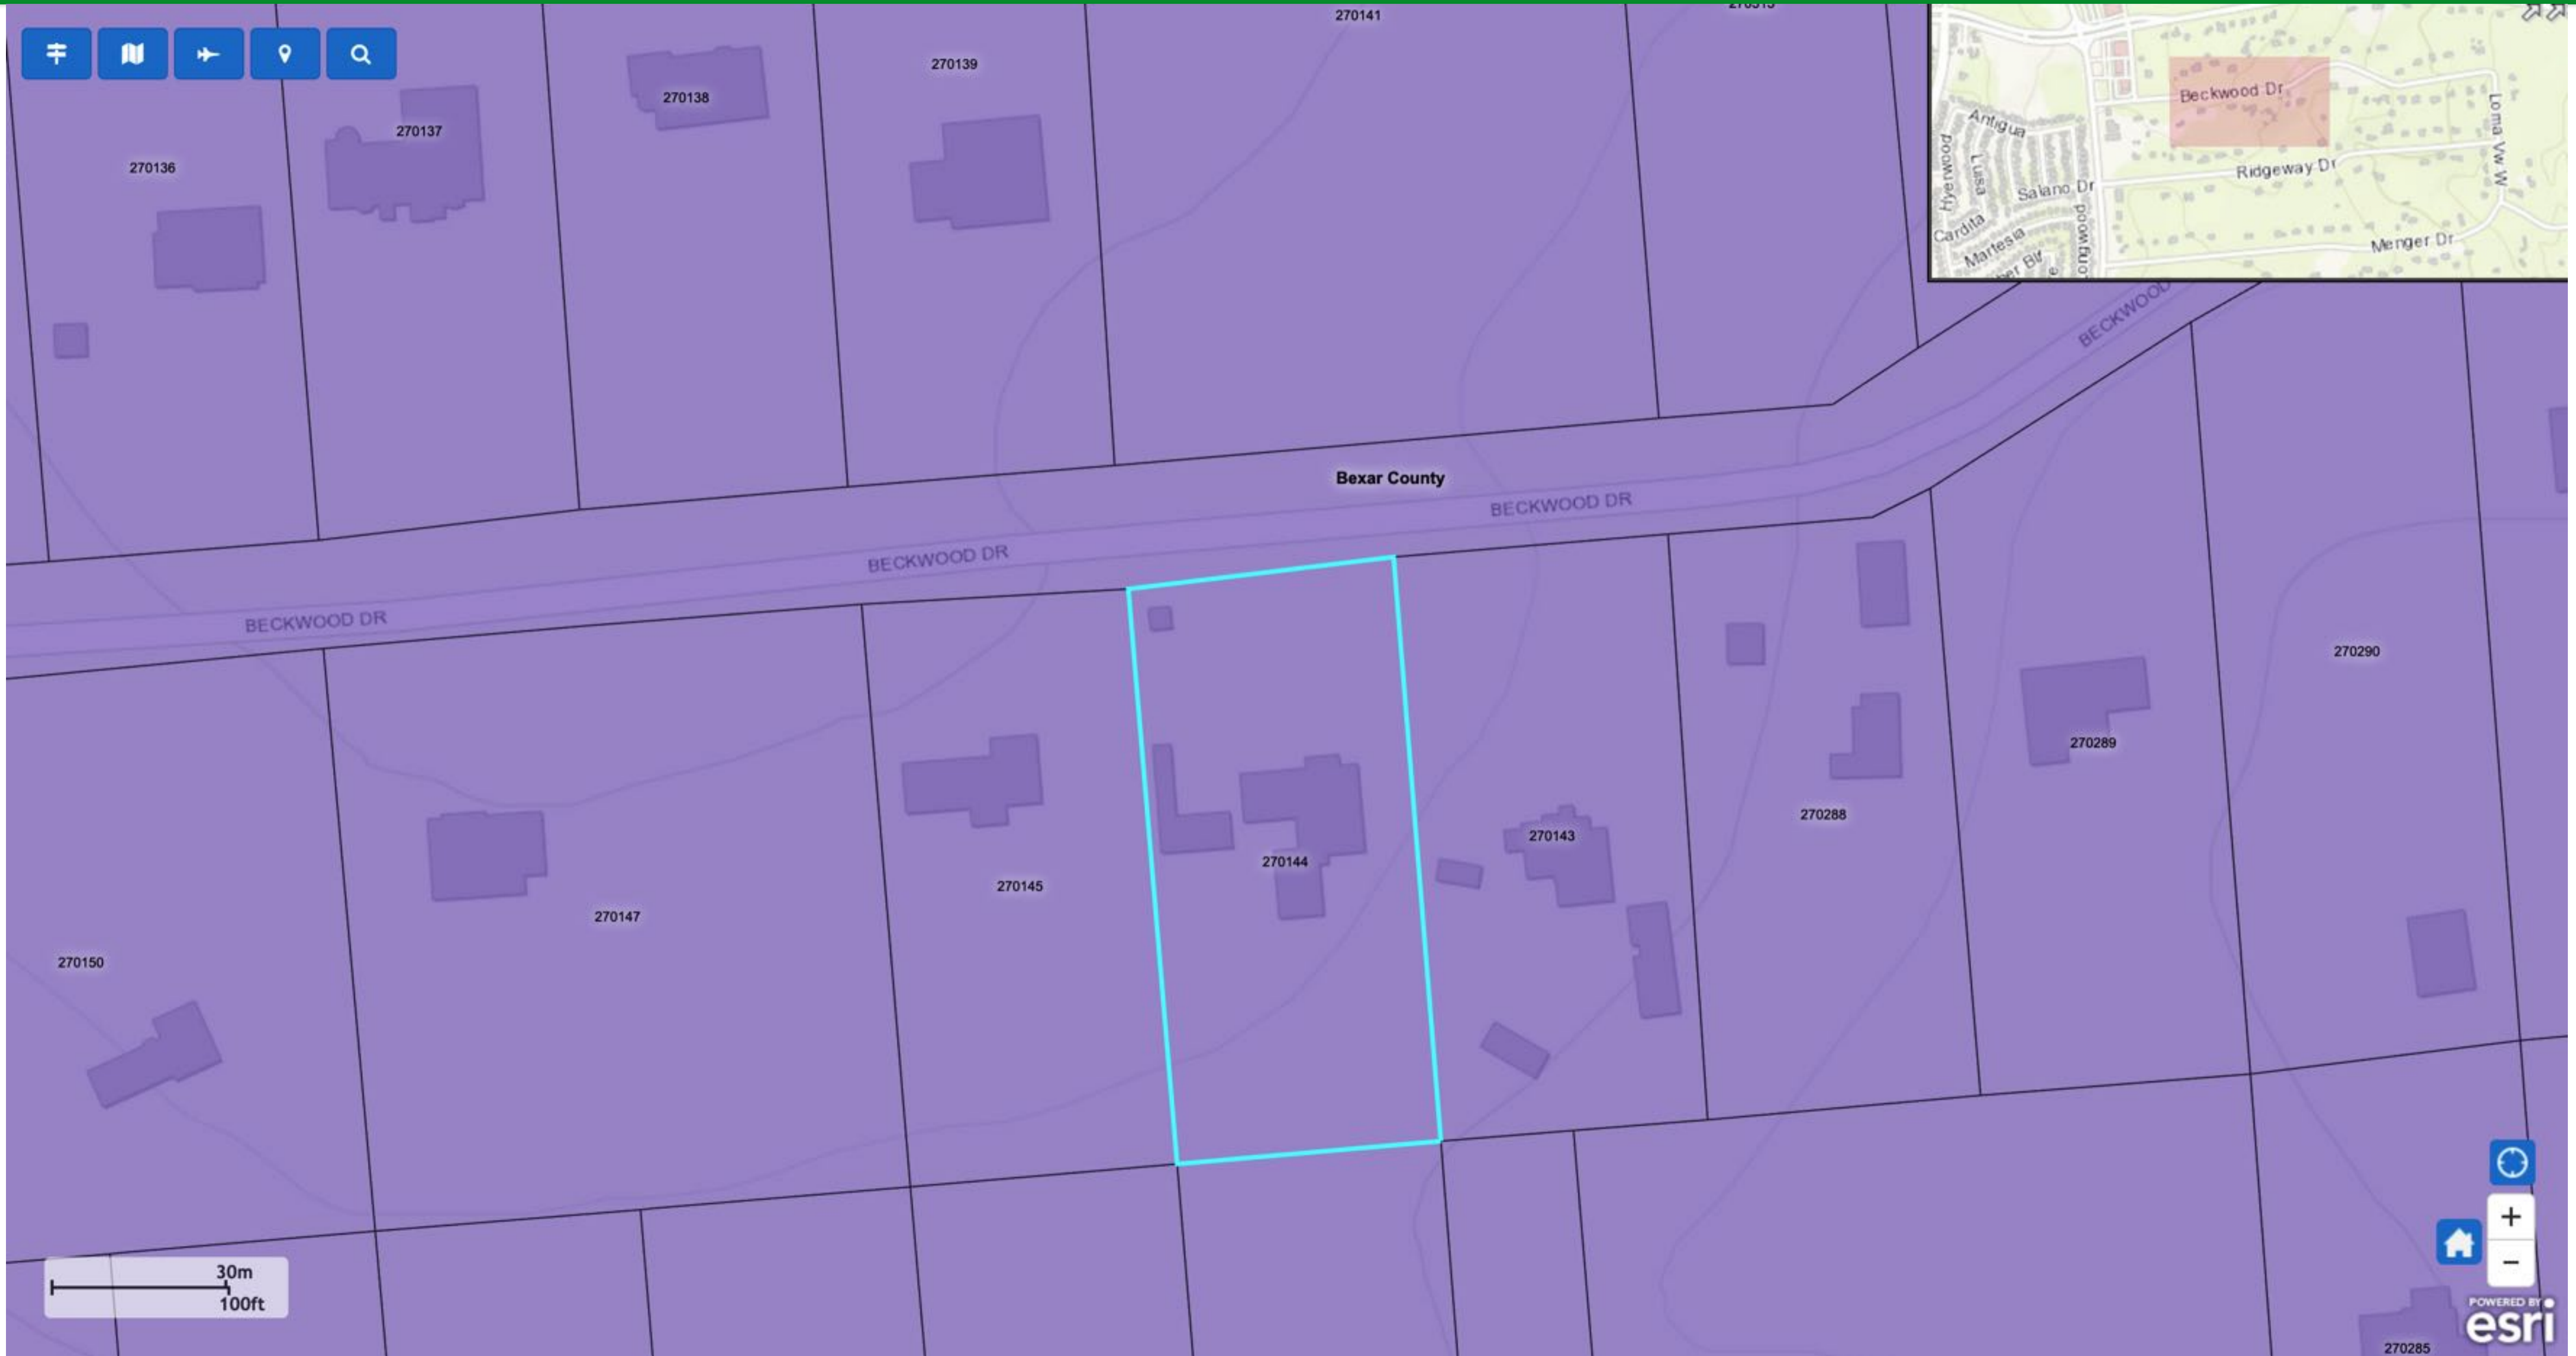 270141
270139
270138
270137
270136
Bexar County
BECKWOOD DR
BECKWOOD DR
BECKWOOD DR
BECKWOOD
270290
270289
270288
270143
270144
270145
270147
270150
270285
Beckwood Dr
Antigua
Loma Vw W
Hyerwood
Luisa
Ridgeway Dr
Salano Dr
Cardita
Martesia
Menger Dr
30m
100ft
+
−
POWERED BY
esri